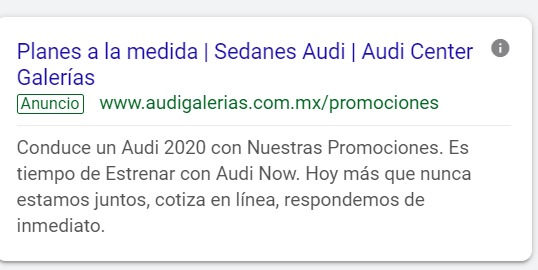 Planes a la medida | Sedanes Audi | Audi Center
Galerías
Anuncio www.audigalerias.com.mx/promociones
Conduce un Audi 2020 con Nuestras Promociones. Es
tiempo de Estrenar con Audi Now. Hoy más que nunca
estamos juntos, cotiza en línea, respondemos de
inmediato.